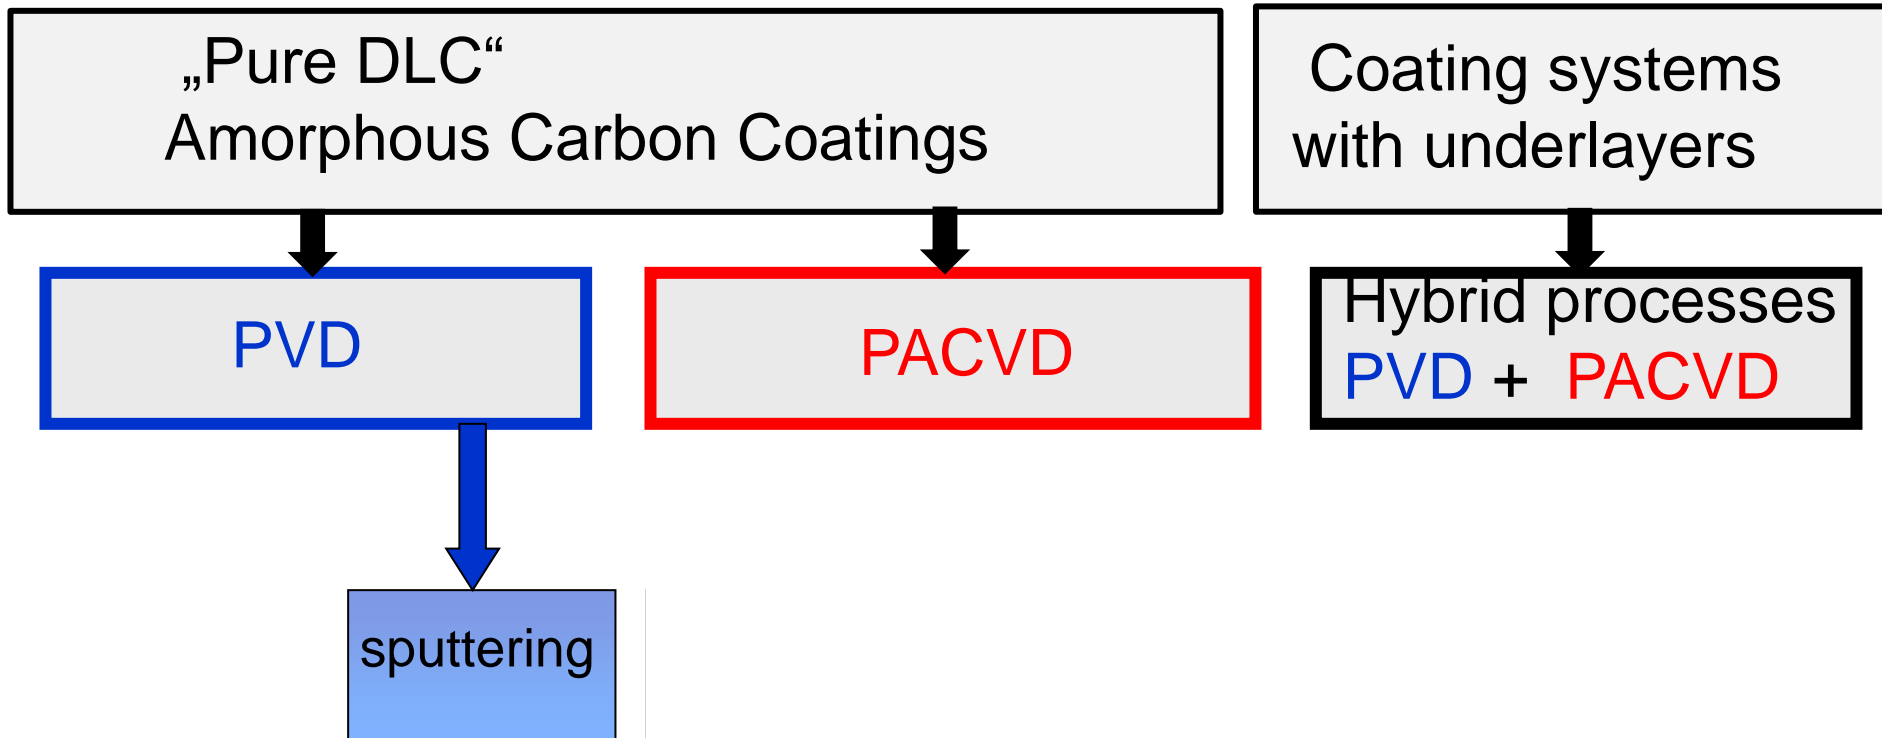 „Pure DLC“
Amorphous Carbon Coatings
Coating systems
with underlayers
PVD
PACVD
Hybrid processes
PVD + PACVD
sputtering